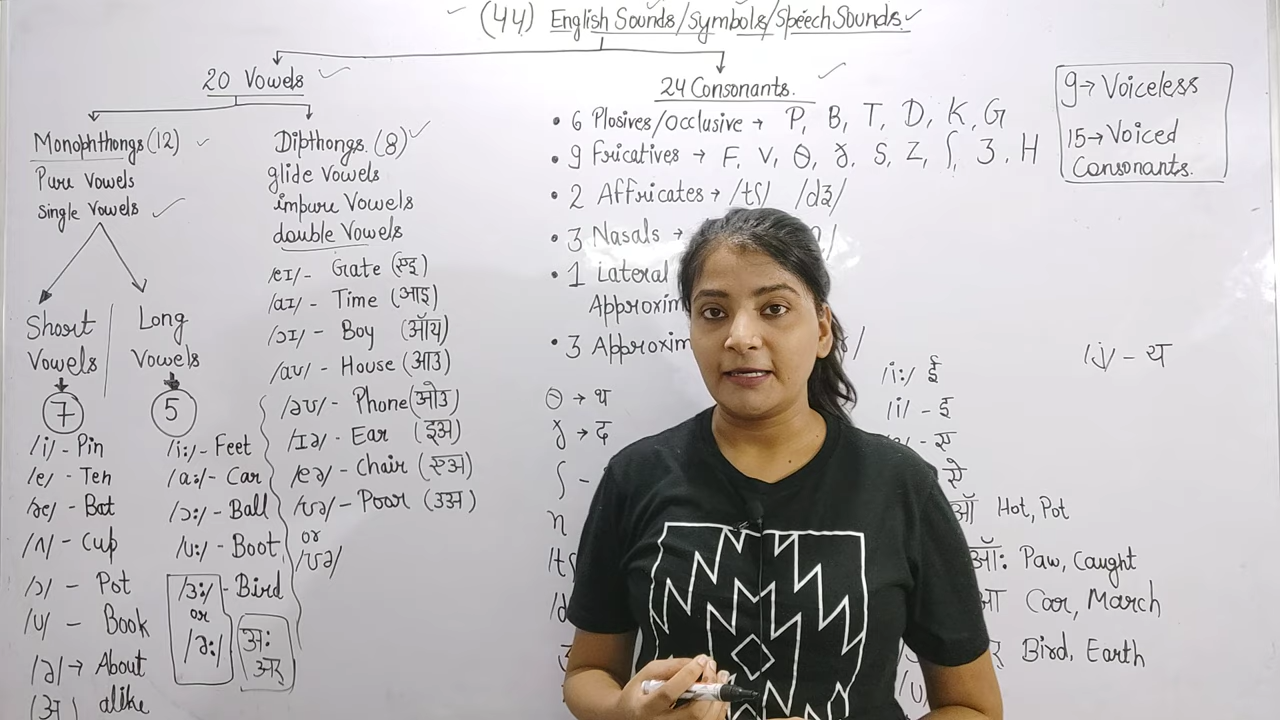 (44) English Sounds/Symbols/Speech Sounds.
20 Vowels
Monophthongs (12)
Pure Vowels
Single Vowels
Short Vowels
7
/i/- Pin
/e/- Ten
/æ/- Bat
/ʌ/- Cup
/ɔ/ - Pot
/ʊ/ - Book
/ə/ → About
(अ) alike
Long Vowels
5
/i:/- Feet
/a:/- Car
/ɔ:/- Ball
/u:/- Boot
/ɜ:/ - Bird
or
/ə:/
अः
अर्
Dipthongs (8)
glide Vowels
impure Vowels
double Vowels
/eɪ/- Gate (एइ)
/aɪ/ - Time (आइ)
/ɔɪ/ - Boy (ऑय)
/aʊ/ - House (आउ)
/əʊ/- Phone (ओउ)
/ɪə/ - Ear (इअ)
/eə/ - Chair (एअ)
/ʊə/ - Poor (उअ)
or
/ʊə/
24 Consonants.
• 6 Plosives/Occlusive → P, B, T, D, K, G
• 9 Fricatives → F, V, Θ, ठ, S, Z, ʃ, ʒ, H
• 2 Affricates → /tʃ/ /dʒ/
• 3 Nasals →
• 1 Lateral
• 3
9 → Voiceless
15 → Voiced
Consonants.
Θ → थ
→ द
ʃ -
/i:/ ई
/i/ - इ
/j/ - य
Hot, Pot
ऑ: Paw, Caught
Car, March
Bird, Earth